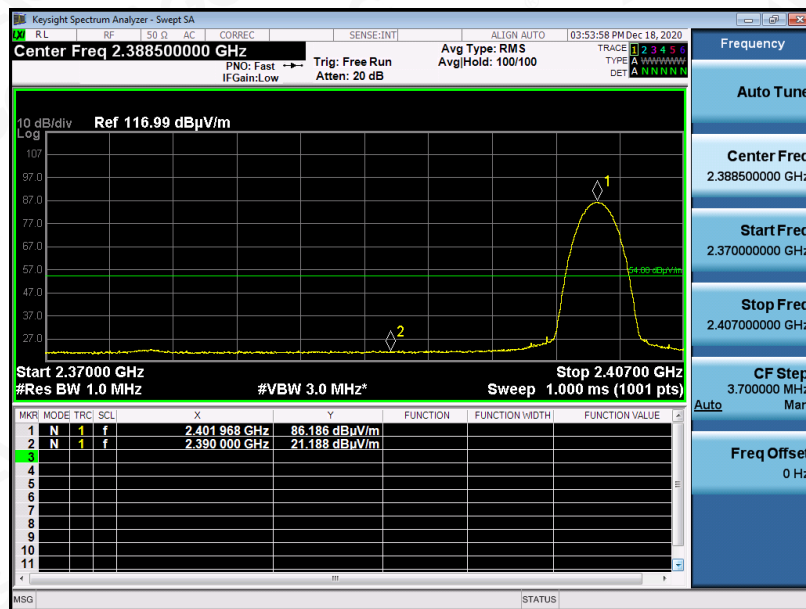 Keysight Spectrum Analyzer - Swept SA
LXI RL RF 50 Ω AC CORREC SENSE:INT ALIGN AUTO 03:53:58 PM Dec 18, 2020
Center Freq 2.388500000 GHz
PNO: Fast
IFGain:Low
Trig: Free Run
Atten: 20 dB
Avg Type: RMS
Avg|Hold: 100/100
TRACE 1 2 3 4 5 6
TYPE A WWWWW
DET A N N N N N
10 dB/div Ref 116.99 dBµV/m
Log
107
97.0
87.0
77.0
67.0
57.0
47.0
37.0
27.0
1
54.00 dBµV/m
2
Start 2.37000 GHz Stop 2.40700 GHz
#Res BW 1.0 MHz #VBW 3.0 MHz* Sweep 1.000 ms (1001 pts)
MKR MODE TRC SCL X Y FUNCTION FUNCTION WIDTH FUNCTION VALUE
1 N 1 f 2.401 968 GHz 86.186 dBµV/m
2 N 1 f 2.390 000 GHz 21.188 dBµV/m
3
4
5
6
7
8
9
10
11
MSG STATUS
Frequency
Auto Tune
Center Freq
2.388500000 GHz
Start Freq
2.370000000 GHz
Stop Freq
2.407000000 GHz
CF Step
3.700000 MHz
Auto Man
Freq Offset
0 Hz